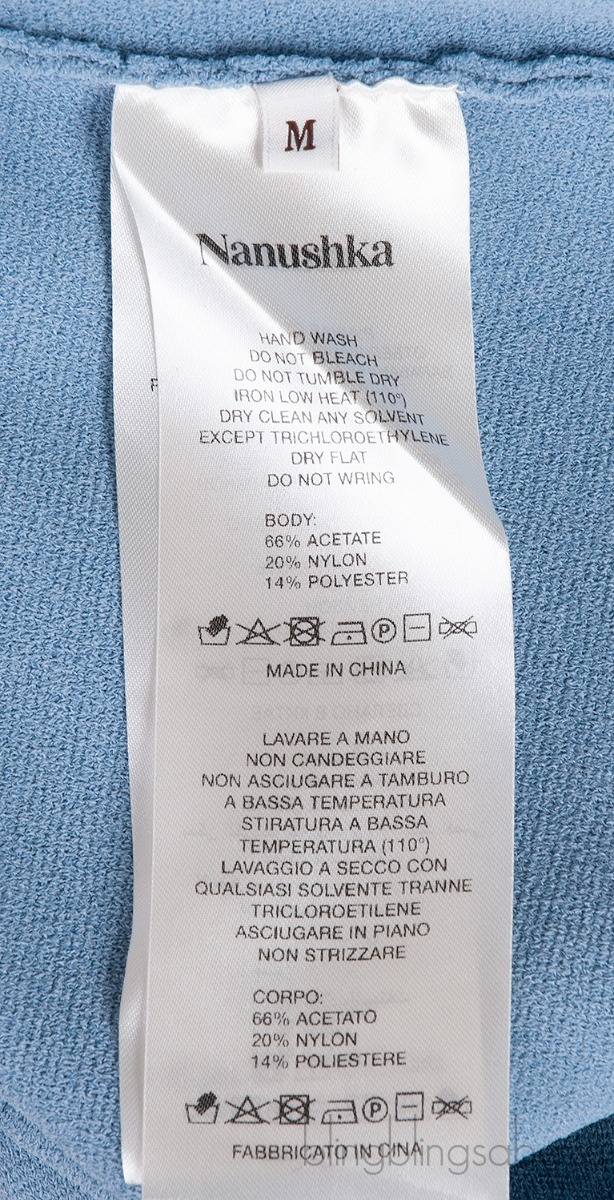 M
Nanushka
HAND WASH
DO NOT BLEACH
DO NOT TUMBLE DRY
IRON LOW HEAT (110°)
DRY CLEAN ANY SOLVENT
EXCEPT TRICHLOROETHYLENE
DRY FLAT
DO NOT WRING
BODY:
66% ACETATE
20% NYLON
14% POLYESTER
P
MADE IN CHINA
LAVARE A MANO
NON CANDEGGIARE
NON ASCIUGARE A TAMBURO
A BASSA TEMPERATURA
STIRATURA A BASSA
TEMPERATURA (110°)
LAVAGGIO A SECCO CON
QUALSIASI SOLVENTE TRANNE
TRICLOROETILENE
ASCIUGARE IN PIANO
NON STRIZZARE
CORPO:
66% ACETATO
20% NYLON
14% POLIESTERE
P
FABBRICATO IN CINA